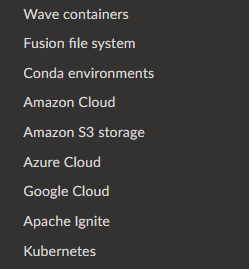 Wave containers
Fusion file system
Conda environments
Amazon Cloud
Amazon S3 storage
Azure Cloud
Google Cloud
Apache Ignite
Kubernetes